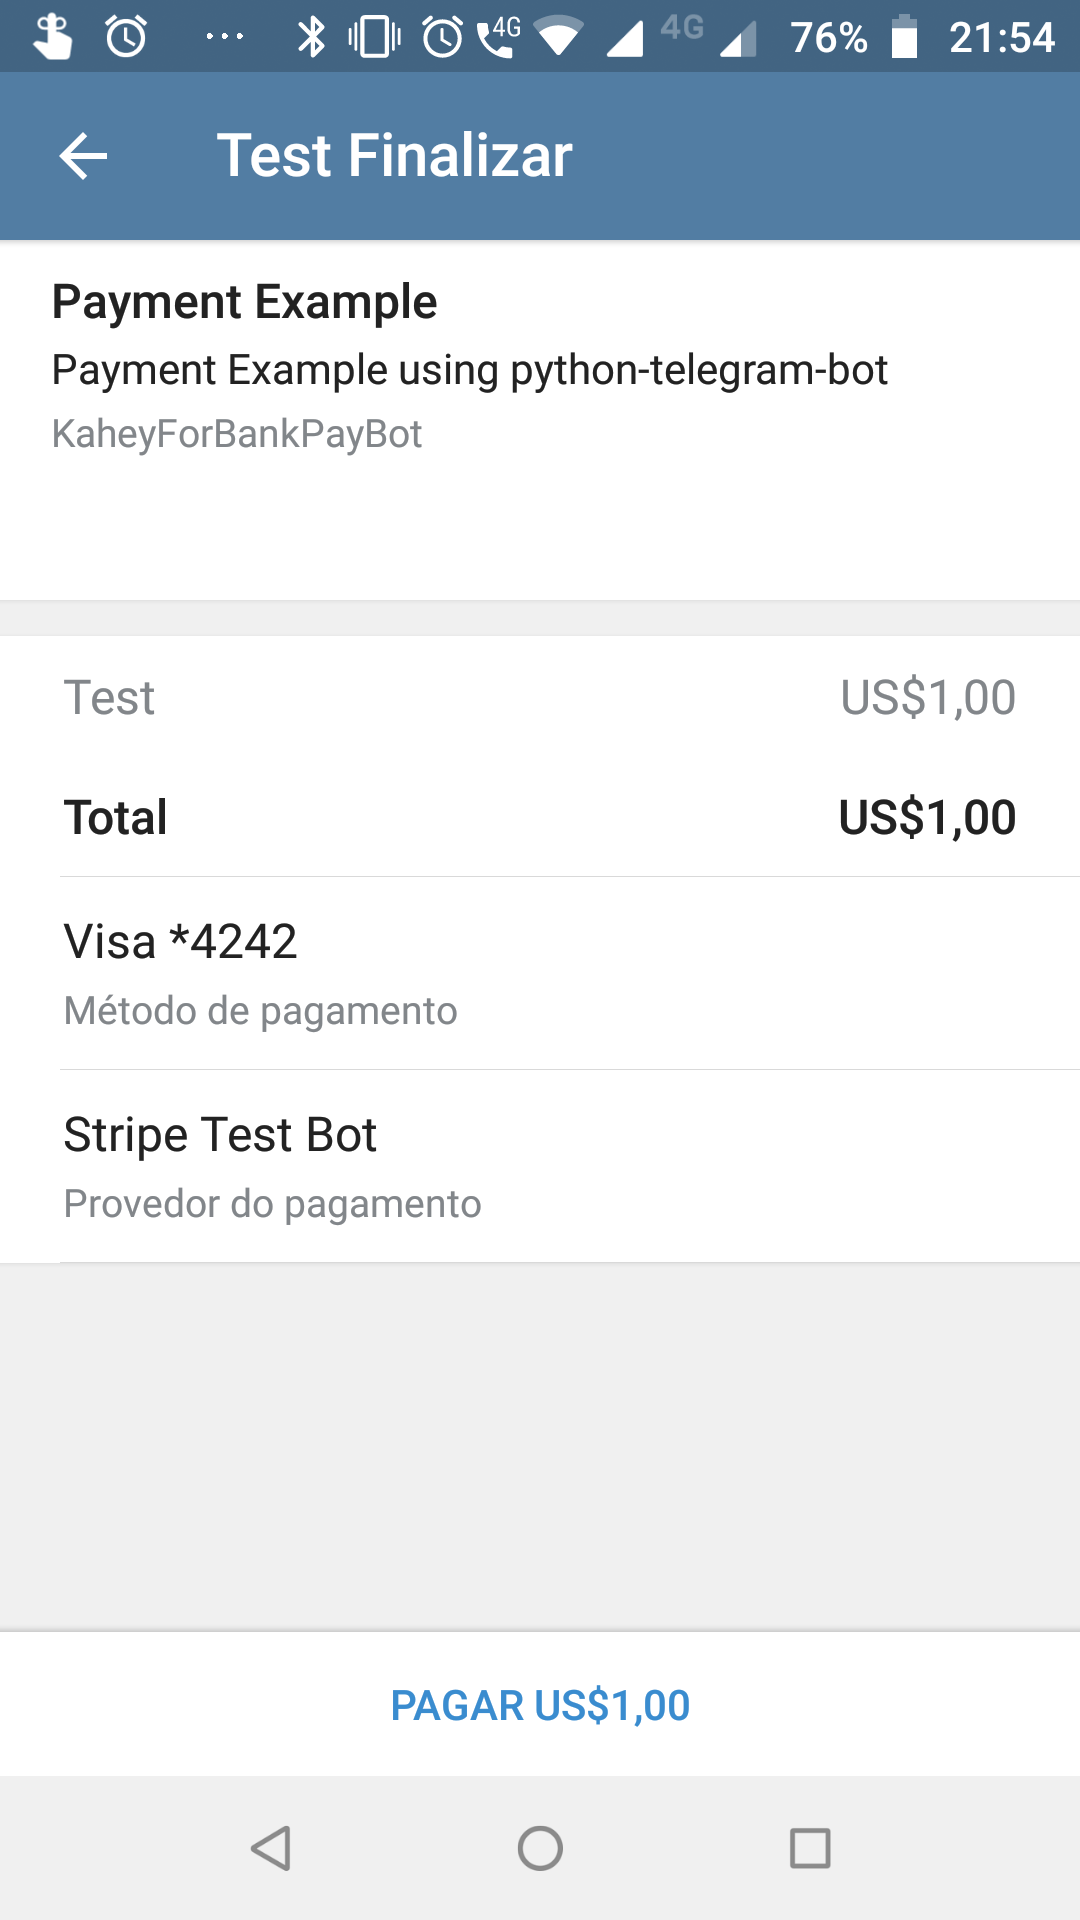 4G 4G 76% 21:54
Test Finalizar
Payment Example
Payment Example using python-telegram-bot
KaheyForBankPayBot
Test US$1,00
Total US$1,00
Visa *4242
Método de pagamento
Stripe Test Bot
Provedor do pagamento
PAGAR US$1,00